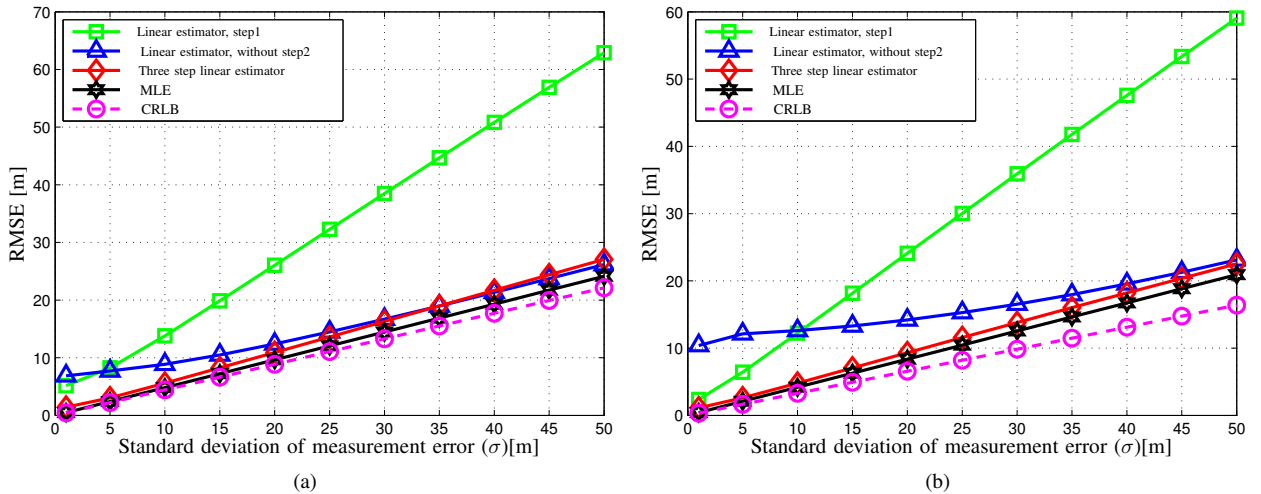 70
60
50
40
30
20
10
0
RMSE [m]
Linear estimator, step1
Linear estimator, without step2
Three step linear estimator
MLE
CRLB
0 5 10 15 20 25 30 35 40 45 50
Standard deviation of measurement error (σ)[m]
(a)
60
50
40
30
20
10
0
RMSE [m]
Linear estimator, step1
Linear estimator, without step2
Three step linear estimator
MLE
CRLB
0 5 10 15 20 25 30 35 40 45 50
Standard deviation of measurement error (σ)[m]
(b)